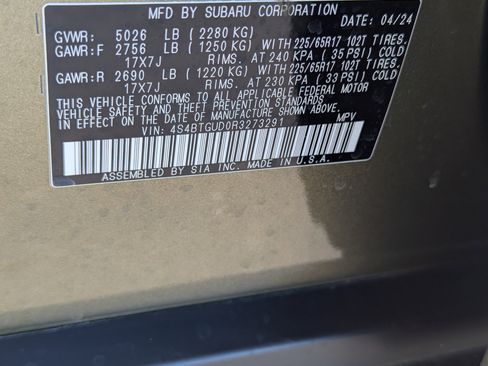 MFD BY SUBARU CORPORATION DATE: 04/24
GVWR: 5026 LB (2280 KG)
GAWR:F 2756 LB (1250 KG) WITH 225/65R17 102T TIRES.
17X7J RIMS. AT 240 KPA (35 PSI) COLD
GAWR:R 2690 LB (1220 KG) WITH 225/65R17 102T TIRES.
17X7J RIMS. AT 230 KPA (33 PSI) COLD
THIS VEHICLE CONFORMS TO ALL APPLICABLE FEDERAL MOTOR
VEHICLE SAFETY AND THEFT PREVENTION STANDARDS
IN EFFECT ON THE DATE OF MANUFACTURE SHOWN ABOVE.
VIN: 4S4BTGUD0R3273291 MPV
ASSEMBLED BY SIA INC. MADE IN U.S.A.